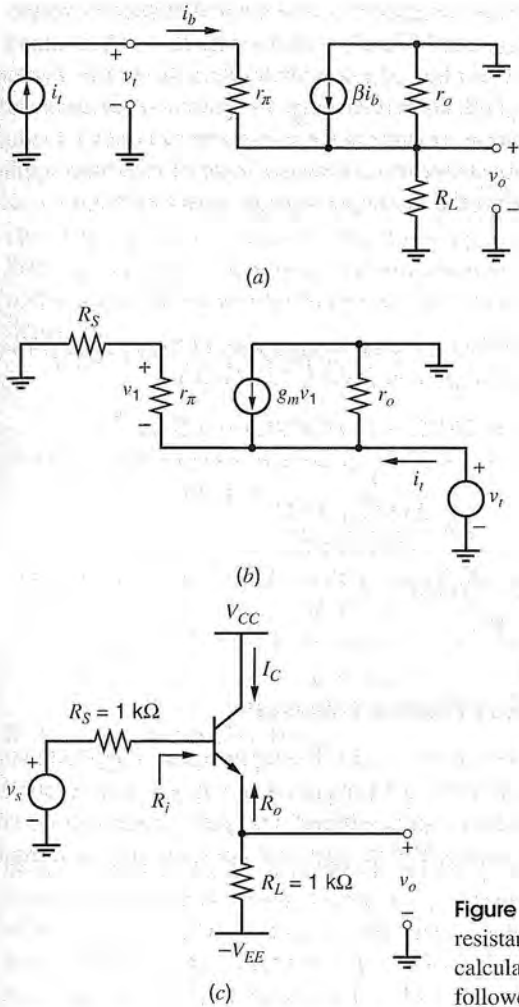 i_b
+
i_t
v_t
−
r_π
βi_b
r_o
+
v_o
−
R_L
(a)
R_S
+
v_1
−
r_π
g_m v_1
r_o
i_t
+
v_t
−
(b)
V_CC
I_C
R_S = 1 kΩ
+
v_s
−
R_i
R_o
+
R_L = 1 kΩ
v_o
−
−V_EE
(c)
Figure
resistan
calcula
follow